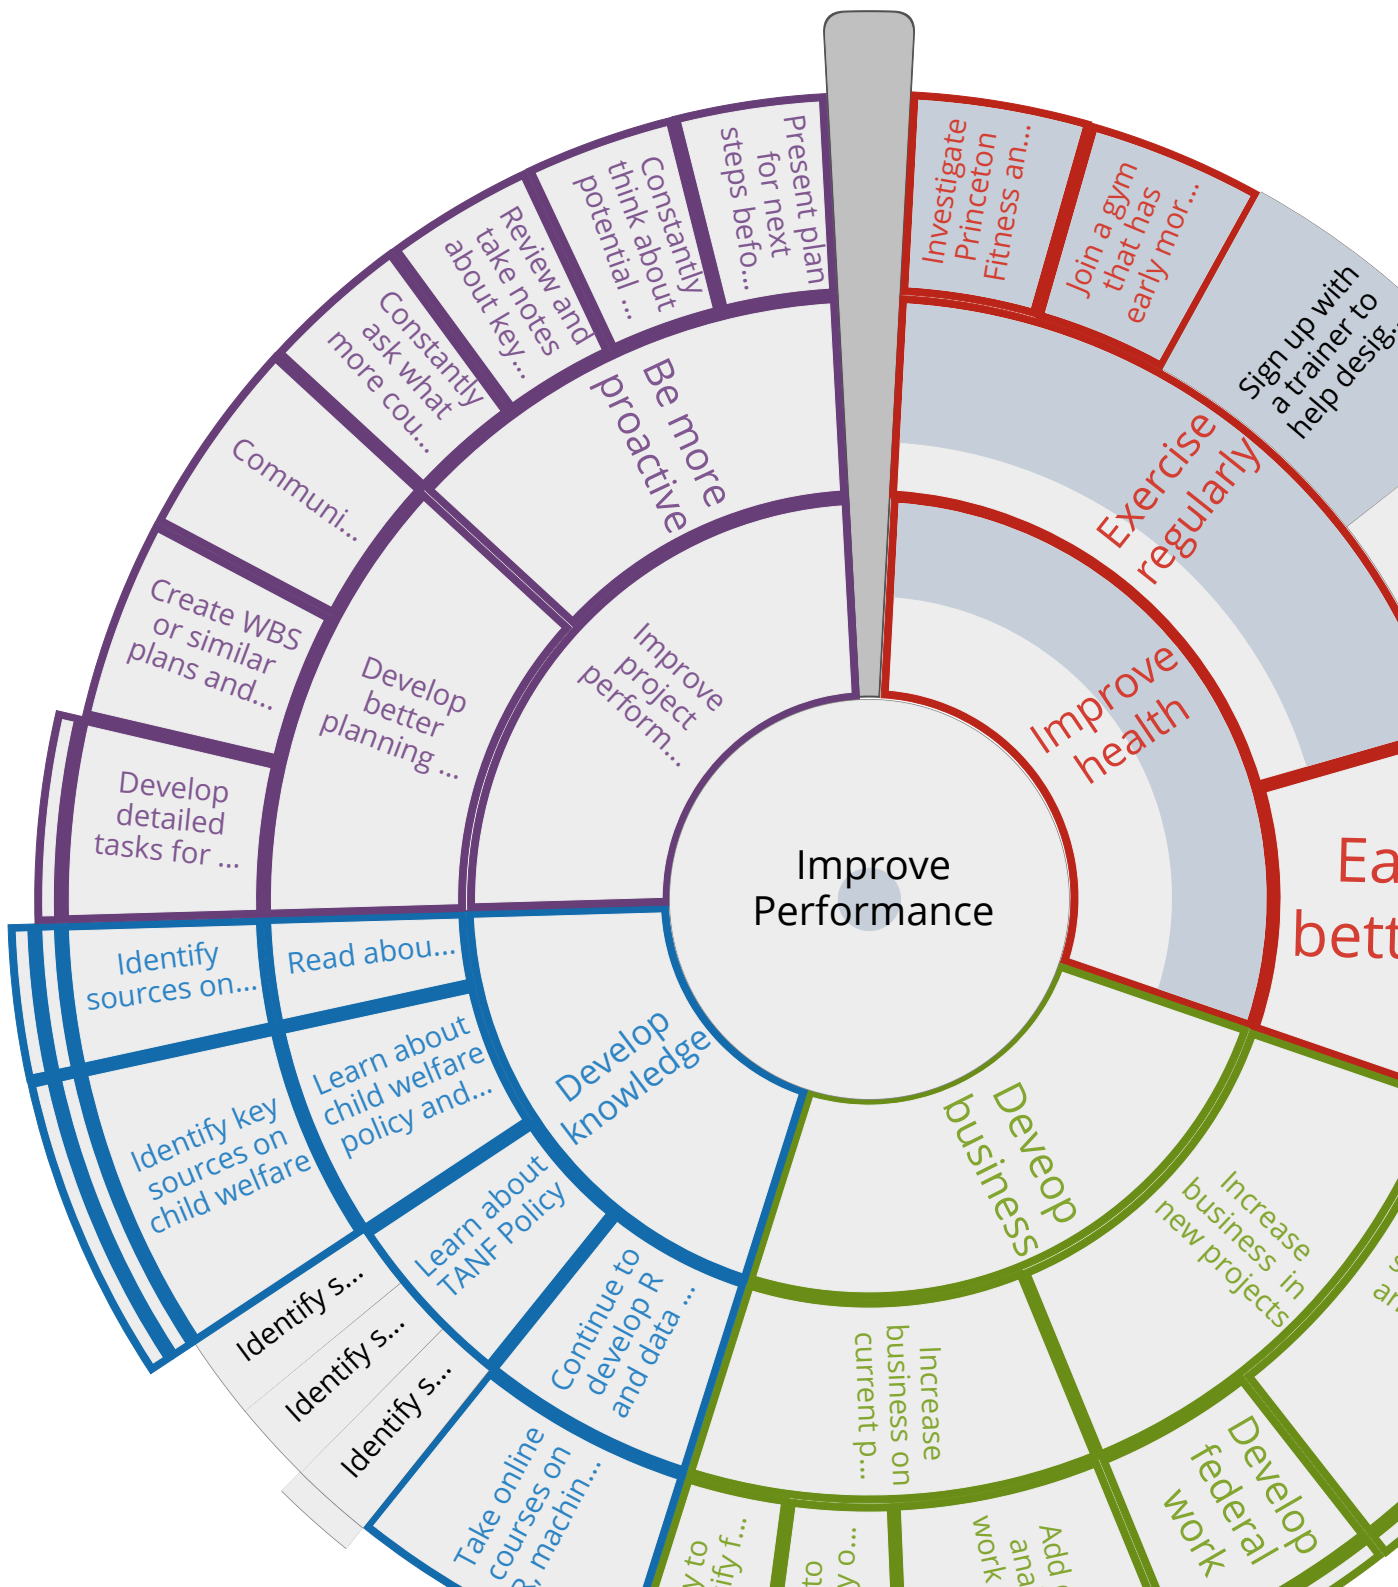 Improve
Performance
Improve
health
Exercise
regularly
Investigate
Princeton
Fitness an...
Join a gym
that has
early mor...
Sign up with
a trainer to
help desig...
Deveop
business
Increase
business in
new projects
Increase
business on
current p...
Develop
federal
work
Add
work
Develop
knowledge
Read abou...
Identify
sources on...
Learn about
child welfare
policy and...
Identify key
sources on
child welfare
Learn about
TANF Policy
Identify s...
Identify s...
Identify s...
Continue to
develop R
and data ...
Take online
courses on
R, machin...
Improve
project
perform...
Develop
better
planning ...
Develop
detailed
tasks for ...
Create WBS
or similar
plans and...
Communi...
Be more
proactive
Constantly
ask what
more cou...
Review and
take notes
about key...
Constantly
think about
potential ...
Present plan
for next
steps befo...